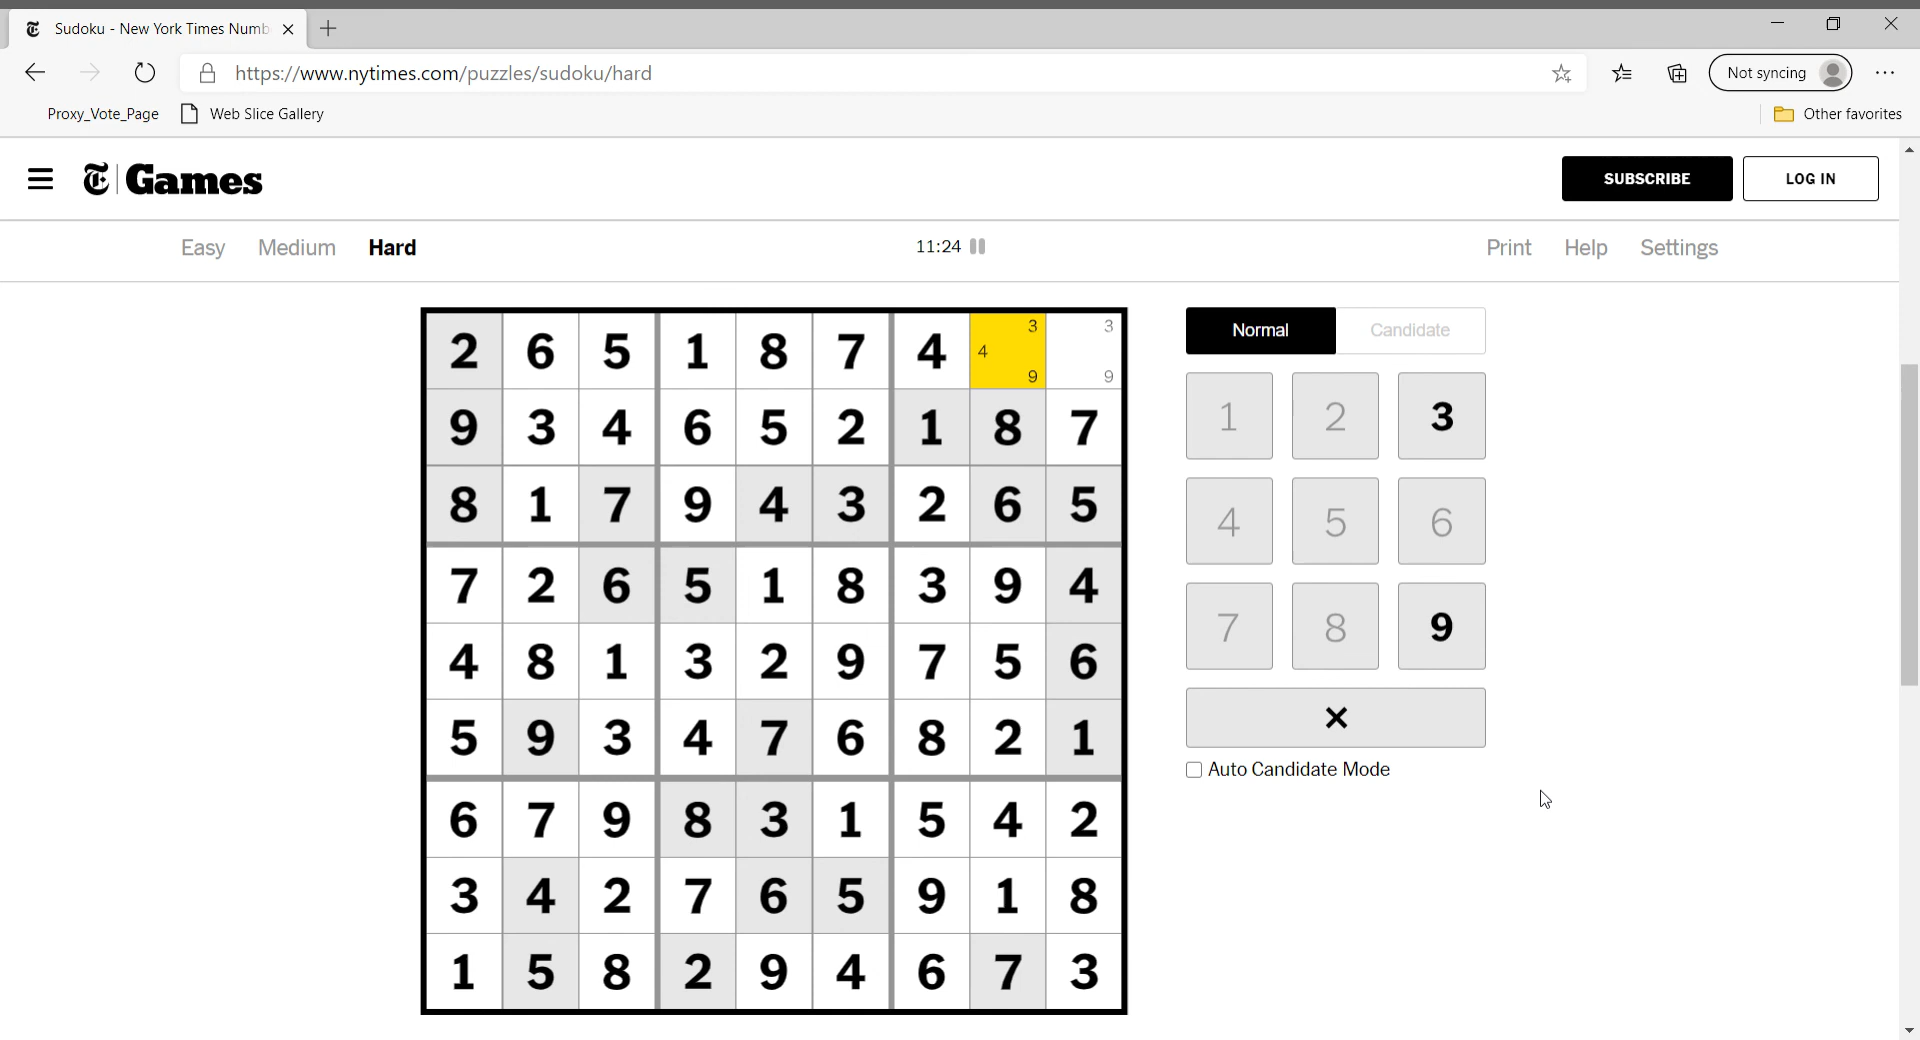 Sudoku - New York Times Numb
https://www.nytimes.com/puzzles/sudoku/hard
Not syncing
Proxy_Vote_Page Web Slice Gallery Other favorites
Games SUBSCRIBE LOG IN
Easy Medium Hard 11:24 Print Help Settings
2 6 5 1 8 7 4 3 4 9 3 9
9 3 4 6 5 2 1 8 7
8 1 7 9 4 3 2 6 5
7 2 6 5 1 8 3 9 4
4 8 1 3 2 9 7 5 6
5 9 3 4 7 6 8 2 1
6 7 9 8 3 1 5 4 2
3 4 2 7 6 5 9 1 8
1 5 8 2 9 4 6 7 3
Normal Candidate
1 2 3
4 5 6
7 8 9
Auto Candidate Mode